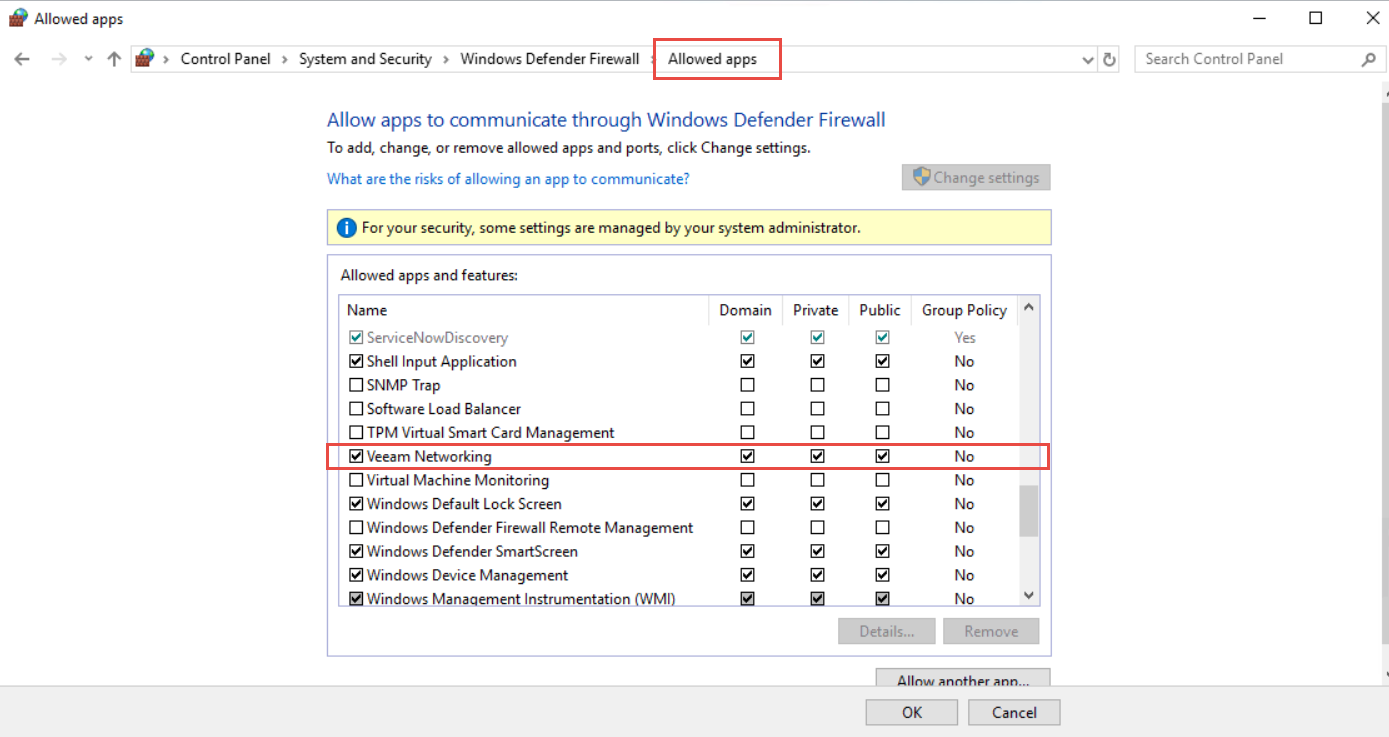 Allowed apps
Control Panel > System and Security > Windows Defender Firewall > Allowed apps
Search Control Panel
Allow apps to communicate through Windows Defender Firewall
To add, change, or remove allowed apps and ports, click Change settings.
What are the risks of allowing an app to communicate?
Change settings
For your security, some settings are managed by your system administrator.
Allowed apps and features:
Name Domain Private Public Group Policy
ServiceNowDiscovery Yes
Shell Input Application No
SNMP Trap No
Software Load Balancer No
TPM Virtual Smart Card Management No
Veeam Networking No
Virtual Machine Monitoring No
Windows Default Lock Screen No
Windows Defender Firewall Remote Management No
Windows Defender SmartScreen No
Windows Device Management No
Windows Management Instrumentation (WMI) No
Details... Remove
Allow another app...
OK Cancel